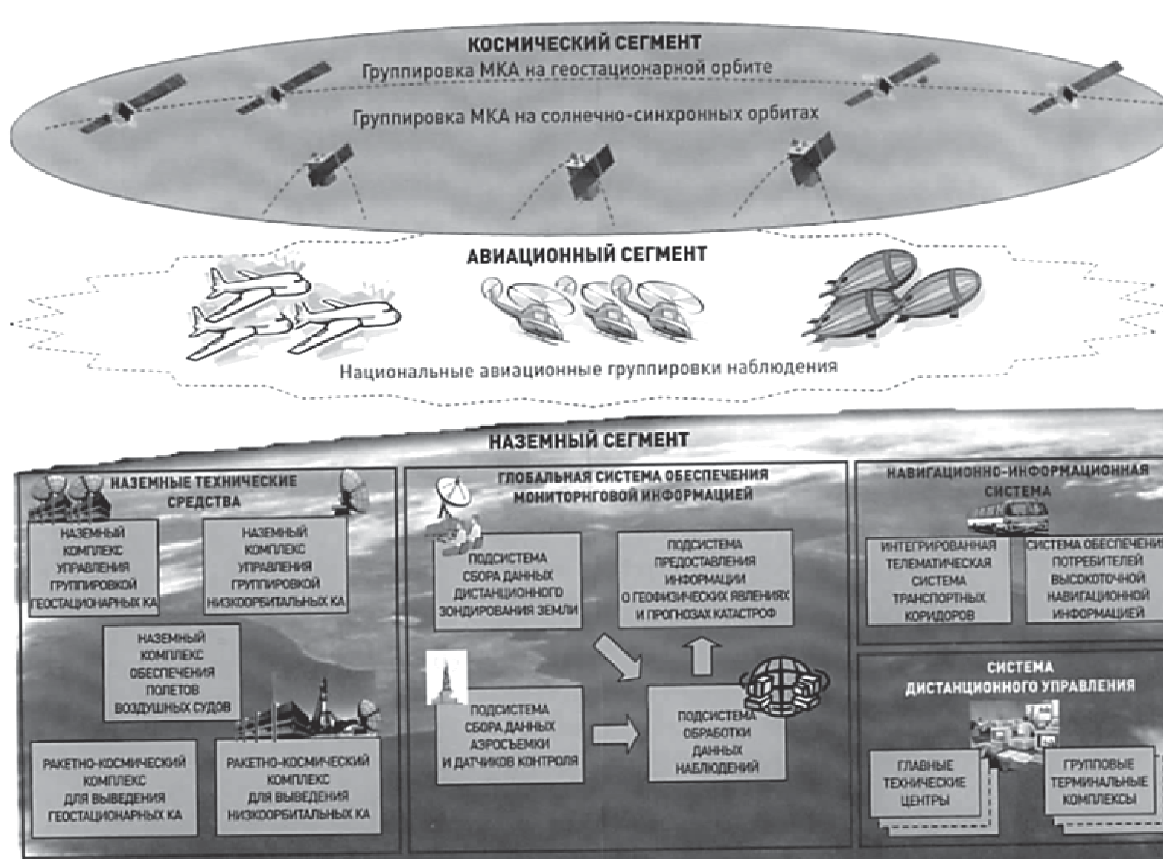 КОСМИЧЕСКИЙ СЕГМЕНТ
Группировка МКА на геостационарной орбите
Группировка МКА на солнечно-синхронных орбитах
АВИАЦИОННЫЙ СЕГМЕНТ
Национальные авиационные группировки наблюдения
НАЗЕМНЫЙ СЕГМЕНТ
НАЗЕМНЫЕ ТЕХНИЧЕСКИЕ
СРЕДСТВА
НАЗЕМНЫЙ
КОМПЛЕКС
УПРАВЛЕНИЯ
ГРУППИРОВКОЙ
ГЕОСТАЦИОНАРНЫХ КА
НАЗЕМНЫЙ
КОМПЛЕКС
УПРАВЛЕНИЯ
ГРУППИРОВКОЙ
НИЗКООРБИТАЛЬНЫХ КА
НАЗЕМНЫЙ
КОМПЛЕКС
ОБЕСПЕЧЕНИЯ
ПОЛЕТОВ
ВОЗДУШНЫХ СУДОВ
РАКЕТНО-КОСМИЧЕСКИЙ
КОМПЛЕКС
ДЛЯ ВЫВЕДЕНИЯ
ГЕОСТАЦИОНАРНЫХ КА
РАКЕТНО-КОСМИЧЕСКИЙ
КОМПЛЕКС
ДЛЯ ВЫВЕДЕНИЯ
НИЗКООРБИТАЛЬНЫХ КА
ГЛОБАЛЬНАЯ СИСТЕМА ОБЕСПЕЧЕНИЯ
МОНИТОРНГОВОЙ ИНФОРМАЦИЕЙ
ПОДСИСТЕМА
СБОРА ДАННЫХ
ДИСТАНЦИОННОГО
ЗОНДИРОВАНИЯ ЗЕМЛИ
ПОДСИСТЕМА
ПРЕДОСТАВЛЕНИЯ
ИНФОРМАЦИИ
О ГЕОФИЗИЧЕСКИХ ЯВЛЕНИЯХ
И ПРОГНОЗАХ КАТАСТРОФ
ПОДСИСТЕМА
СБОРА ДАННЫХ
АЭРОСЪЕМКИ
И ДАТЧИКОВ КОНТРОЛЯ
ПОДСИСТЕМА
ОБРАБОТКИ
ДАННЫХ
НАБЛЮДЕНИЙ
НАВИГАЦИОННО-ИНФОРМАЦИОННАЯ
СИСТЕМА
ИНТЕГРИРОВАННАЯ
ТЕЛЕМАТИЧЕСКАЯ
СИСТЕМА
ТРАНСПОРТНЫХ
КОРИДОРОВ
СИСТЕМА ОБЕСПЕЧЕНИЯ
ПОТРЕБИТЕЛЕЙ
ВЫСОКОТОЧНОЙ
НАВИГАЦИОННОЙ
ИНФОРМАЦИЕЙ
СИСТЕМА
ДИСТАНЦИОННОГО УПРАВЛЕНИЯ
ГЛАВНЫЕ
ТЕХНИЧЕСКИЕ
ЦЕНТРЫ
ГРУППОВЫЕ
ТЕРМИНАЛЬНЫЕ
КОМПЛЕКСЫ